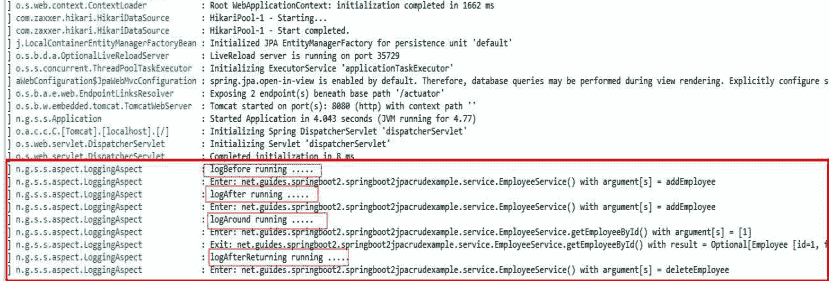 ] o.s.web.context.ContextLoader : Root WebApplicationContext: initialization completed in 1662 ms
] com.zaxxer.hikari.HikariDataSource : HikariPool-1 - Starting...
] com.zaxxer.hikari.HikariDataSource : HikariPool-1 - Start completed.
] j.LocalContainerEntityManagerFactoryBean : Initialized JPA EntityManagerFactory for persistence unit 'default'
] o.s.b.d.a.OptionalLiveReloadServer : LiveReload server is running on port 35729
] o.s.s.concurrent.ThreadPoolTaskExecutor : Initializing ExecutorService 'applicationTaskExecutor'
] aWebConfiguration$JpaWebMvcConfiguration : spring.jpa.open-in-view is enabled by default. Therefore, database queries may be performed during view rendering. Explicitly configure s
] o.s.b.a.e.web.EndpointLinksResolver : Exposing 2 endpoint(s) beneath base path '/actuator'
] o.s.b.w.embedded.tomcat.TomcatWebServer : Tomcat started on port(s): 8080 (http) with context path ''
] n.g.s.s.Application : Started Application in 4.043 seconds (JVM running for 4.77)
] o.a.c.c.C.[Tomcat].[localhost].[/] : Initializing Spring DispatcherServlet 'dispatcherServlet'
] o.s.web.servlet.DispatcherServlet : Initializing Servlet 'dispatcherServlet'
] o.s.web.servlet.DispatcherServlet : Completed initialization in 8 ms
] n.g.s.s.aspect.LoggingAspect : logBefore running .....
] n.g.s.s.aspect.LoggingAspect : Enter: net.guides.springboot2.springboot2jpacrudexample.service.EmployeeService() with argument[s] = addEmployee
] n.g.s.s.aspect.LoggingAspect : logAfter running .....
] n.g.s.s.aspect.LoggingAspect : Enter: net.guides.springboot2.springboot2jpacrudexample.service.EmployeeService() with argument[s] = addEmployee
] n.g.s.s.aspect.LoggingAspect : logAround running .....
] n.g.s.s.aspect.LoggingAspect : Enter: net.guides.springboot2.springboot2jpacrudexample.service.EmployeeService.getEmployeeById() with argument[s] = [1]
] n.g.s.s.aspect.LoggingAspect : Exit: net.guides.springboot2.springboot2jpacrudexample.service.EmployeeService.getEmployeeById() with result = Optional[Employee [id=1, f
] n.g.s.s.aspect.LoggingAspect : logAfterReturning running .....
] n.g.s.s.aspect.LoggingAspect : Enter: net.guides.springboot2.springboot2jpacrudexample.service.EmployeeService() with argument[s] = deleteEmployee